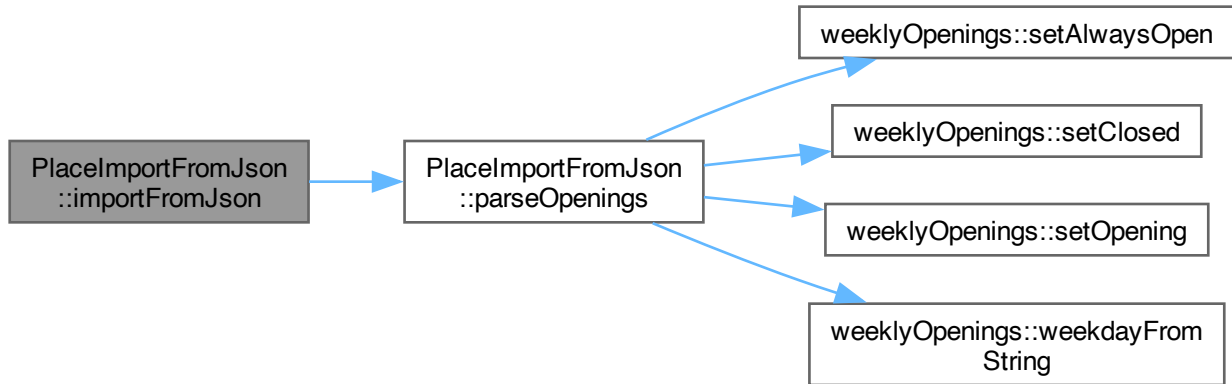 PlaceImportFromJson
::importFromJson
PlaceImportFromJson
::parseOpenings
weeklyOpenings::setAlwaysOpen
weeklyOpenings::setClosed
weeklyOpenings::setOpening
weeklyOpenings::weekdayFrom
String